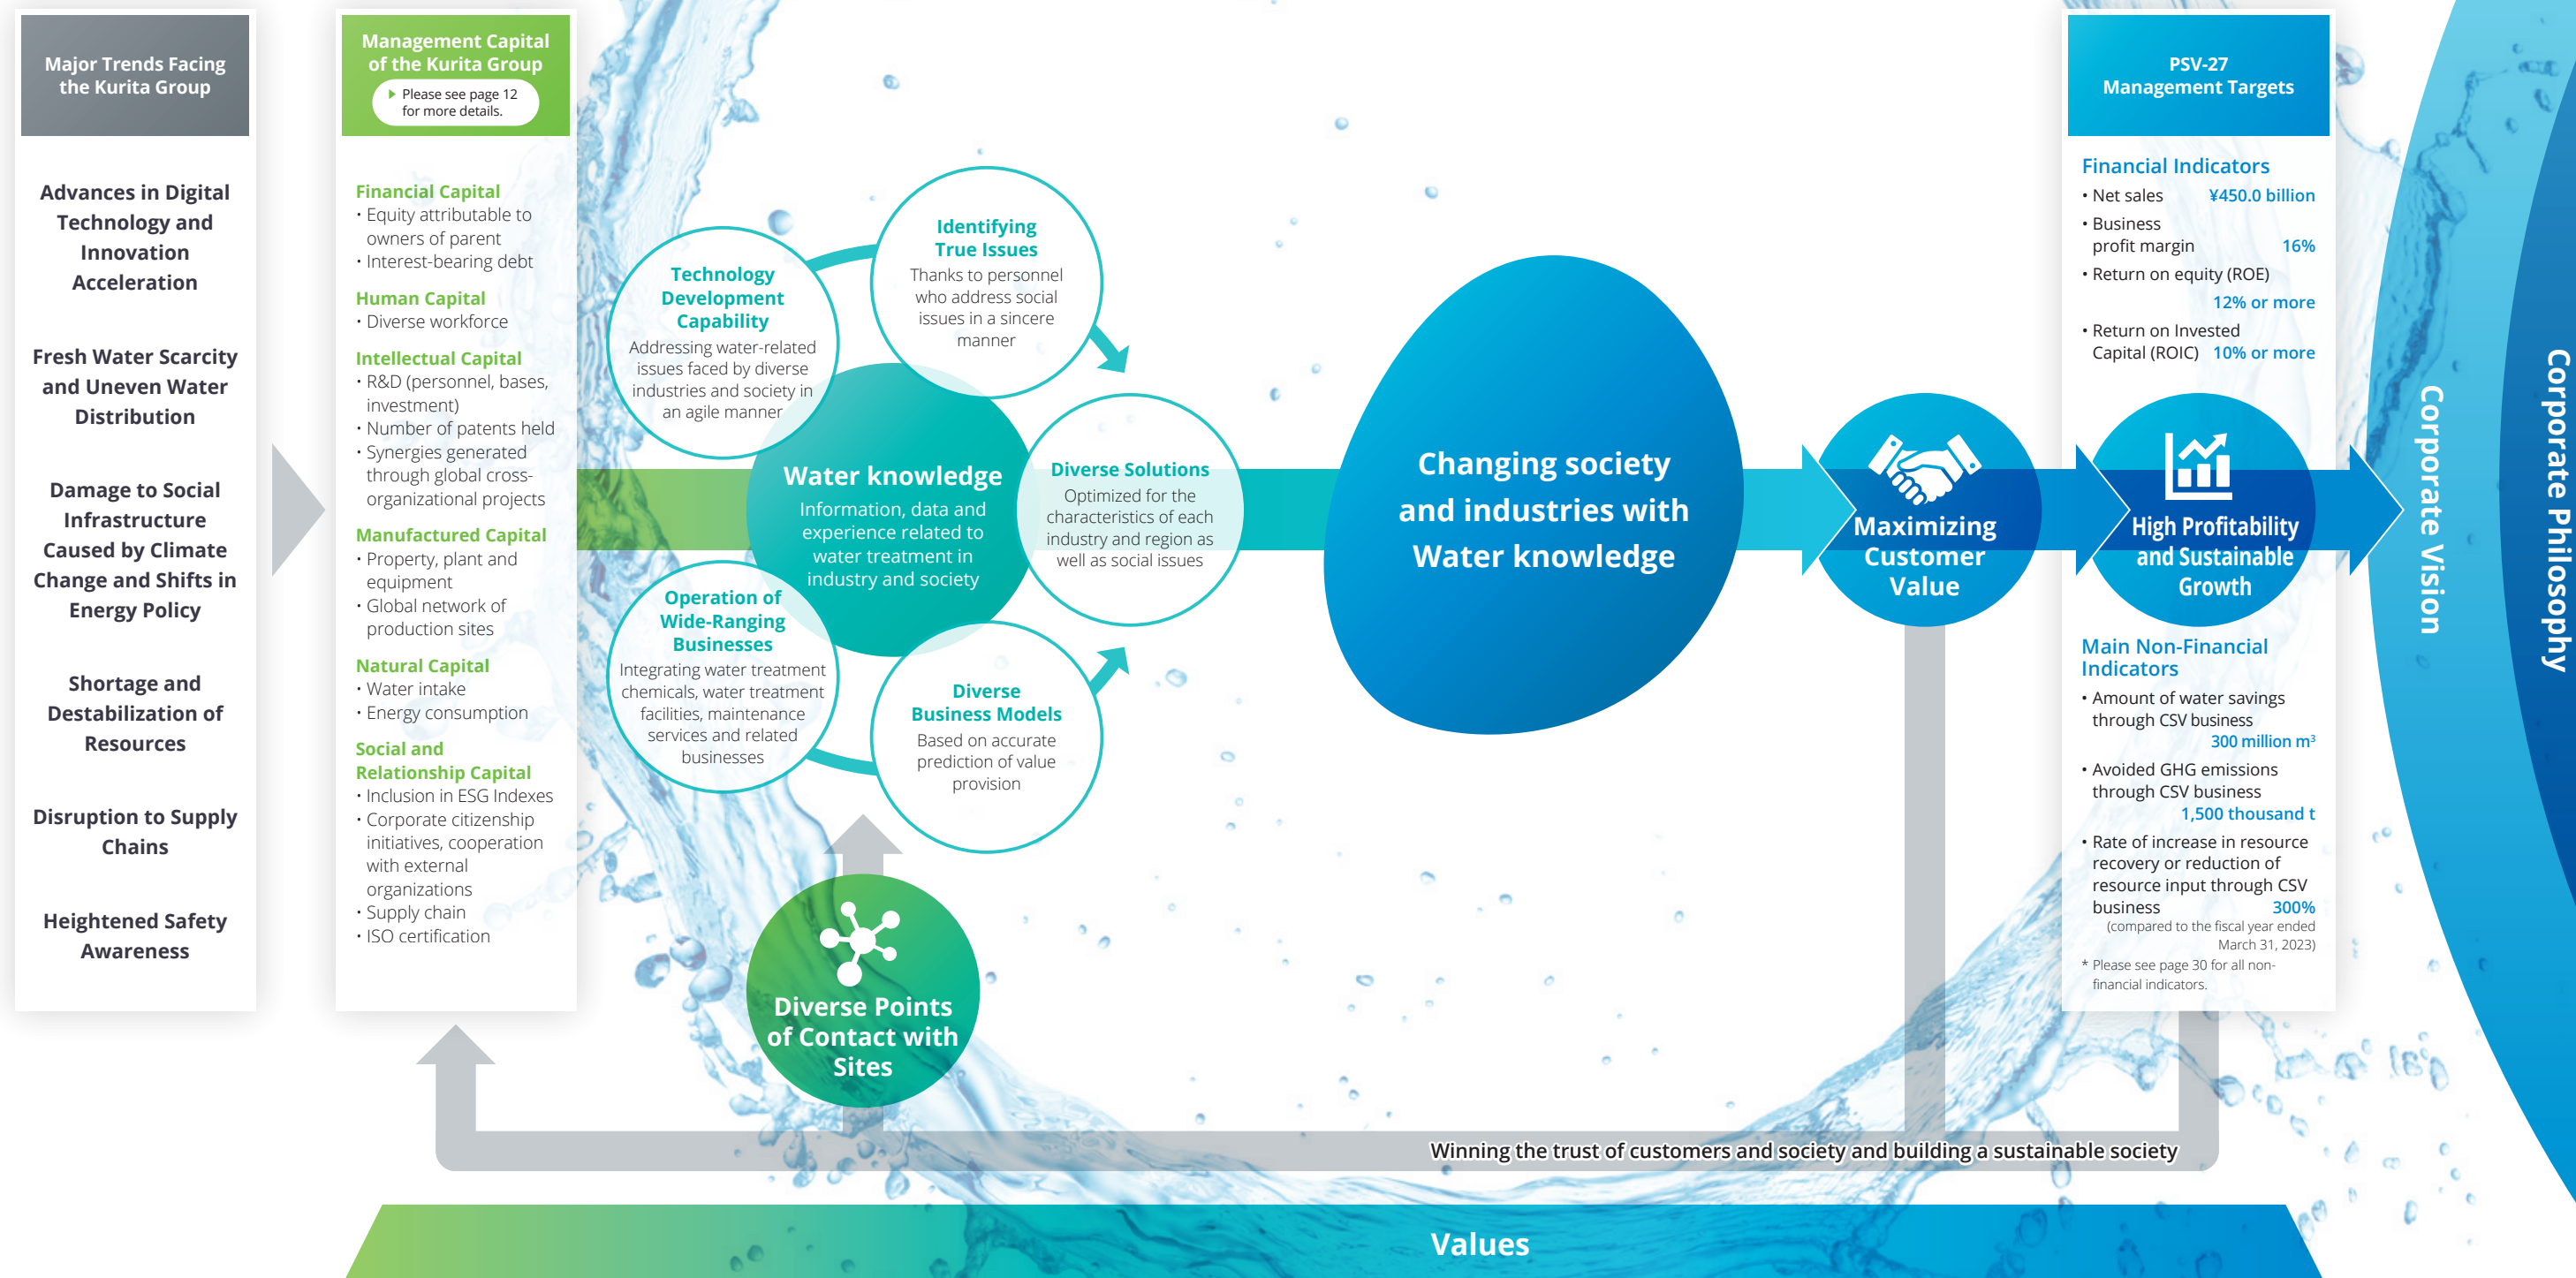 Major Trends Facing
the Kurita Group
Advances in Digital
Technology and
Innovation
Acceleration
Fresh Water Scarcity
and Uneven Water
Distribution
Damage to Social
Infrastructure
Caused by Climate
Change and Shifts in
Energy Policy
Shortage and
Destabilization of
Resources
Disruption to Supply
Chains
Heightened Safety
Awareness
Management Capital
of the Kurita Group
Please see page 12
for more details.
Financial Capital
・Equity attributable to
owners of parent
・Interest-bearing debt
Human Capital
・Diverse workforce
Intellectual Capital
・R&D (personnel, bases,
investment)
・Number of patents held
・Synergies generated
through global cross-
organizational projects
Manufactured Capital
・Property, plant and
equipment
・Global network of
production sites
Natural Capital
・Water intake
・Energy consumption
Social and
Relationship Capital
・Inclusion in ESG Indexes
・Corporate citizenship
initiatives, cooperation
with external
organizations
・Supply chain
・ISO certification
Technology
Development
Capability
Addressing water-related
issues faced by diverse
industries and society in
an agile manner
Identifying
True Issues
Thanks to personnel
who address social
issues in a sincere
manner
Water knowledge
Information, data and
experience related to
water treatment in
industry and society
Diverse Solutions
Optimized for the
characteristics of each
industry and region as
well as social issues
Operation of
Wide-Ranging
Businesses
Integrating water treatment
chemicals, water treatment
facilities, maintenance
services and related
businesses
Diverse
Business Models
Based on accurate
prediction of value
provision
Diverse Points
of Contact with
Sites
Changing society
and industries with
Water knowledge
Maximizing
Customer
Value
PSV-27
Management Targets
Financial Indicators
• Net sales ¥450.0 billion
• Business
profit margin 16%
• Return on equity (ROE)
12% or more
• Return on Invested
Capital (ROIC) 10% or more
High Profitability
and Sustainable
Growth
Main Non-Financial
Indicators
• Amount of water savings
through CSV business
300 million m³
• Avoided GHG emissions
through CSV business
1,500 thousand t
• Rate of increase in resource
recovery or reduction of
resource input through CSV
business 300%
(compared to the fiscal year ended
March 31, 2023)
* Please see page 30 for all non-
financial indicators.
Corporate Vision
Corporate Philosophy
Winning the trust of customers and society and building a sustainable society
Values